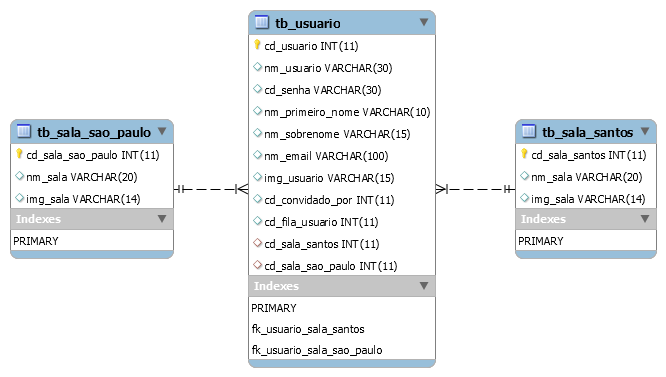 tb_usuario
cd_usuario INT(11)
nm_usuario VARCHAR(30)
cd_senha VARCHAR(30)
nm_primeiro_nome VARCHAR(10)
nm_sobrenome VARCHAR(15)
nm_email VARCHAR(100)
img_usuario VARCHAR(15)
cd_convidado_por INT(11)
cd_fila_usuario INT(11)
cd_sala_santos INT(11)
cd_sala_sao_paulo INT(11)
Indexes
PRIMARY
fk_usuario_sala_santos
fk_usuario_sala_sao_paulo
tb_sala_sao_paulo
cd_sala_sao_paulo INT(11)
nm_sala VARCHAR(20)
img_sala VARCHAR(14)
Indexes
PRIMARY
tb_sala_santos
cd_sala_santos INT(11)
nm_sala VARCHAR(20)
img_sala VARCHAR(14)
Indexes
PRIMARY